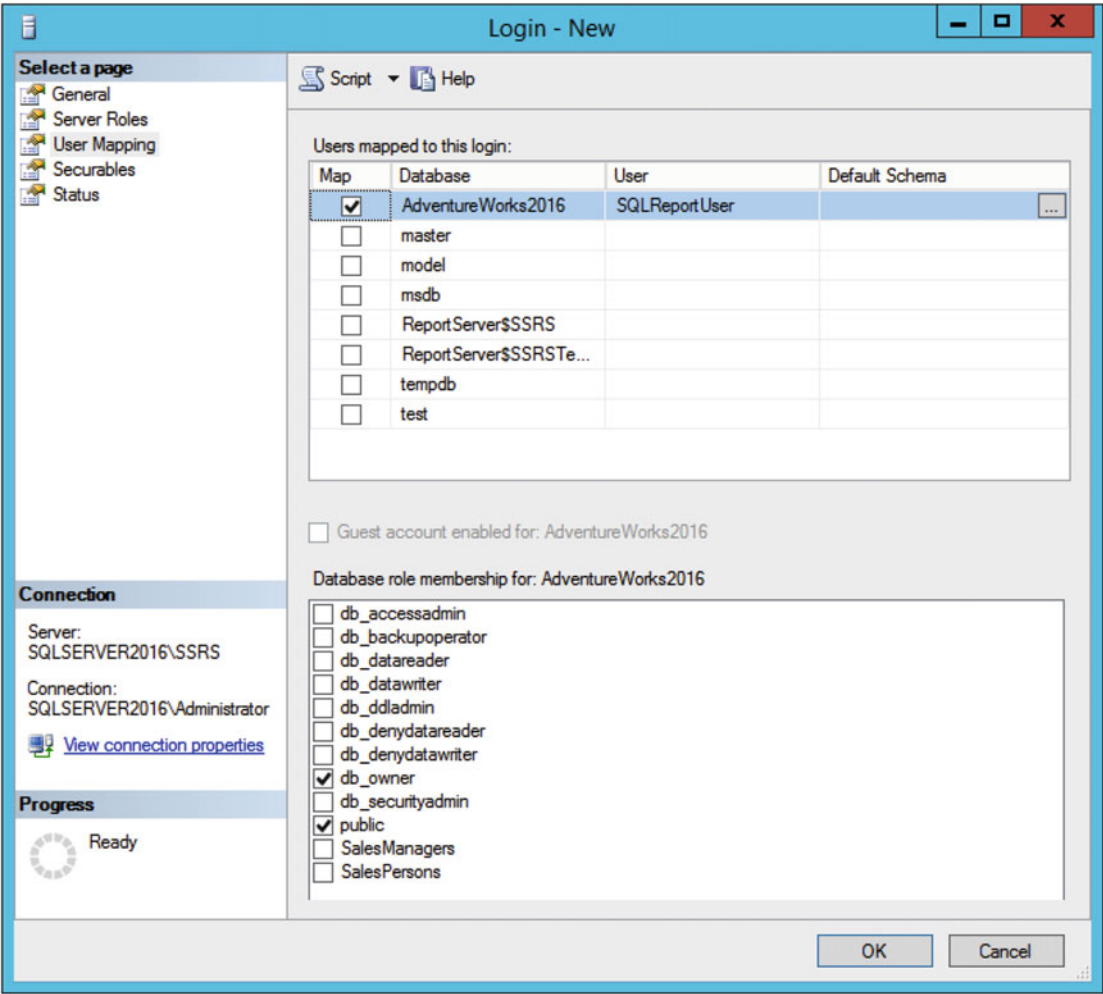 Login - New
Select a page
General
Server Roles
User Mapping
Securables
Status
Script Help
Users mapped to this login:
Map Database User Default Schema
AdventureWorks2016 SQLReportUser ...
master
model
msdb
ReportServer$SSRS
ReportServer$SSRSTe...
tempdb
test
Guest account enabled for: AdventureWorks2016
Database role membership for: AdventureWorks2016
db_accessadmin
db_backupoperator
db_datareader
db_datawriter
db_ddladmin
db_denydatareader
db_denydatawriter
db_owner
db_securityadmin
public
SalesManagers
SalesPersons
Connection
Server:
SQLSERVER2016\SSRS
Connection:
SQLSERVER2016\Administrator
View connection properties
Progress
Ready
OK Cancel